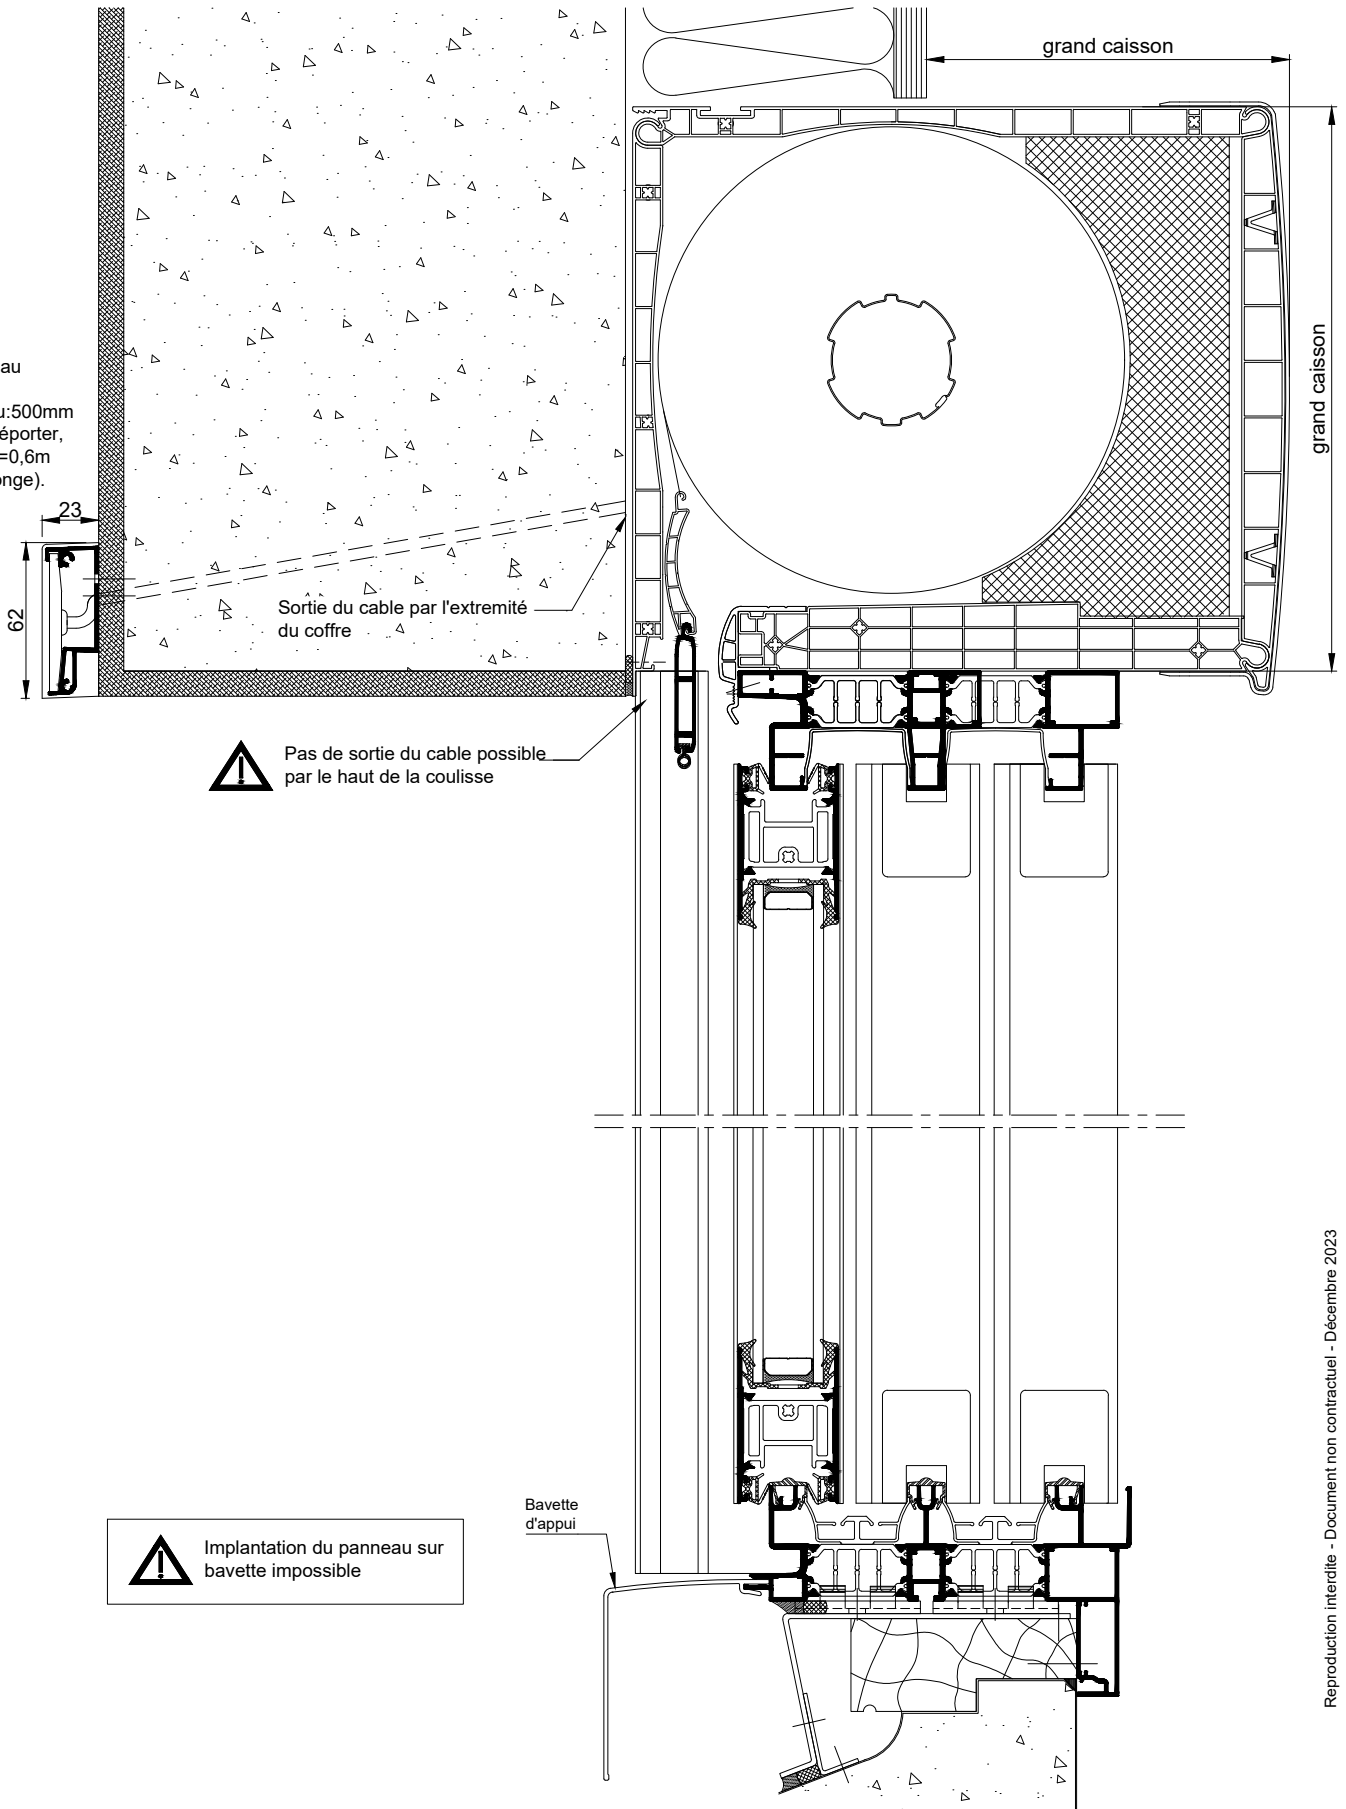 grand caisson
grand caisson
au
u:500mm
éporter,
=0,6m
onge).
23
62
Sortie du cable par l'extremité
du coffre
Pas de sortie du cable possible
par le haut de la coulisse
Bavette
d'appui
Implantation du panneau sur
bavette impossible
Reproduction interdite - Document non contractuel - Décembre 2023